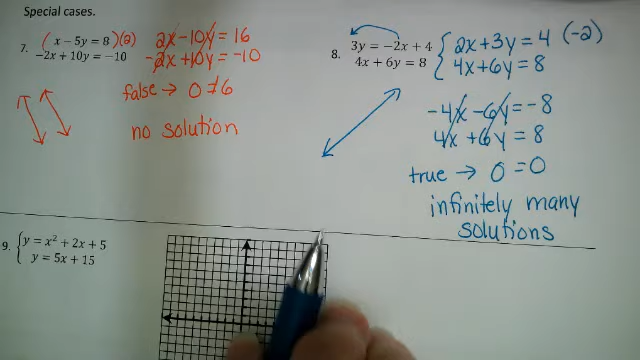 Special cases.
7. (x − 5y = 8)(2)
−2x + 10y = −10
2x − 10y = 16
−2x + 10y = −10
false → 0 ≠ 6
no solution
8. 3y = −2x + 4
4x + 6y = 8
2x + 3y = 4 (−2)
4x + 6y = 8
−4x − 6y = −8
4x + 6y = 8
true → 0 = 0
infinitely many
solutions
9. y = x² + 2x + 5
y = 5x + 15